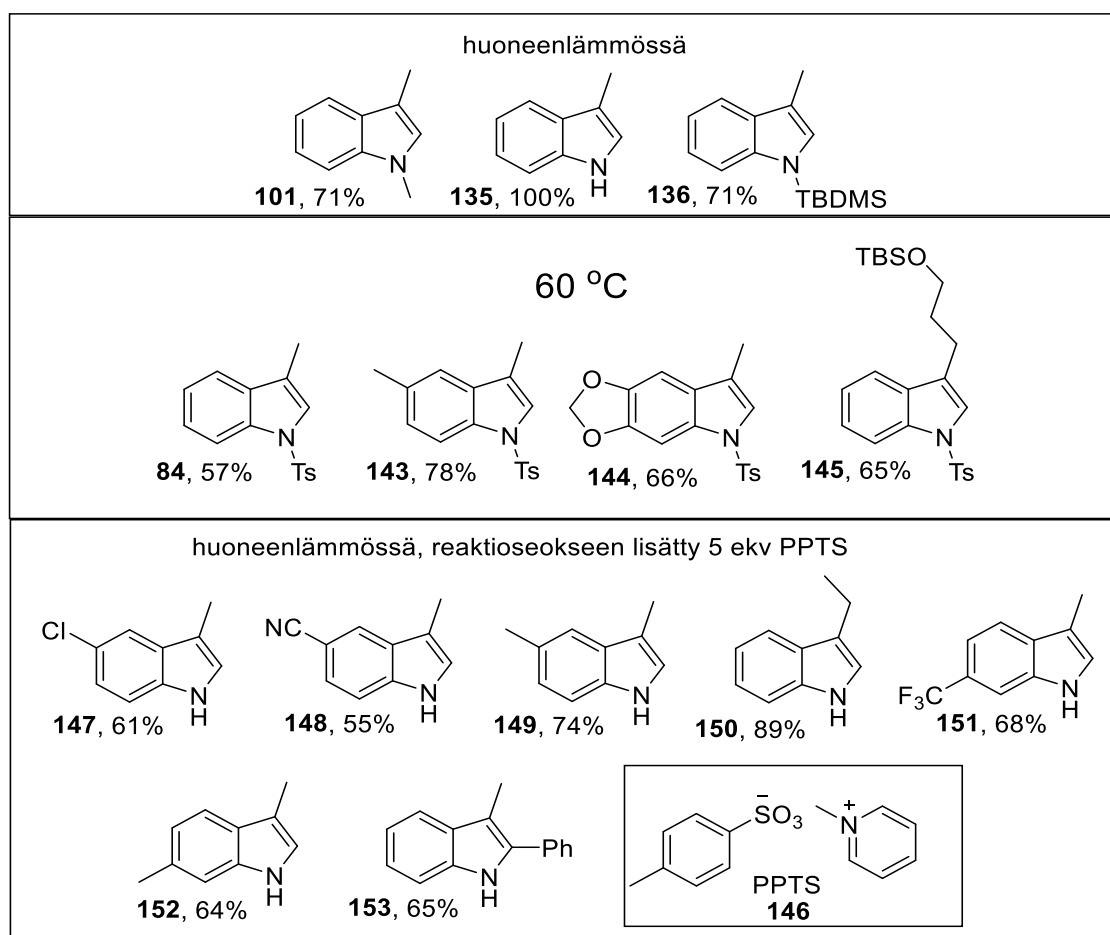 huoneenlämmössä
N
101, 71%
N
H
135, 100%
N
TBDMS
136, 71%
60 °C
TBSO
N
Ts
84, 57%
N
Ts
143, 78%
O
O
N
Ts
144, 66%
N
Ts
145, 65%
huoneenlämmössä, reaktioseokseen lisätty 5 ekv PPTS
Cl
N
H
147, 61%
NC
N
H
148, 55%
N
H
149, 74%
N
H
150, 89%
F₃C
N
H
151, 68%
N
H
152, 64%
Ph
N
H
153, 65%
SO₃⁻
N⁺
PPTS
146